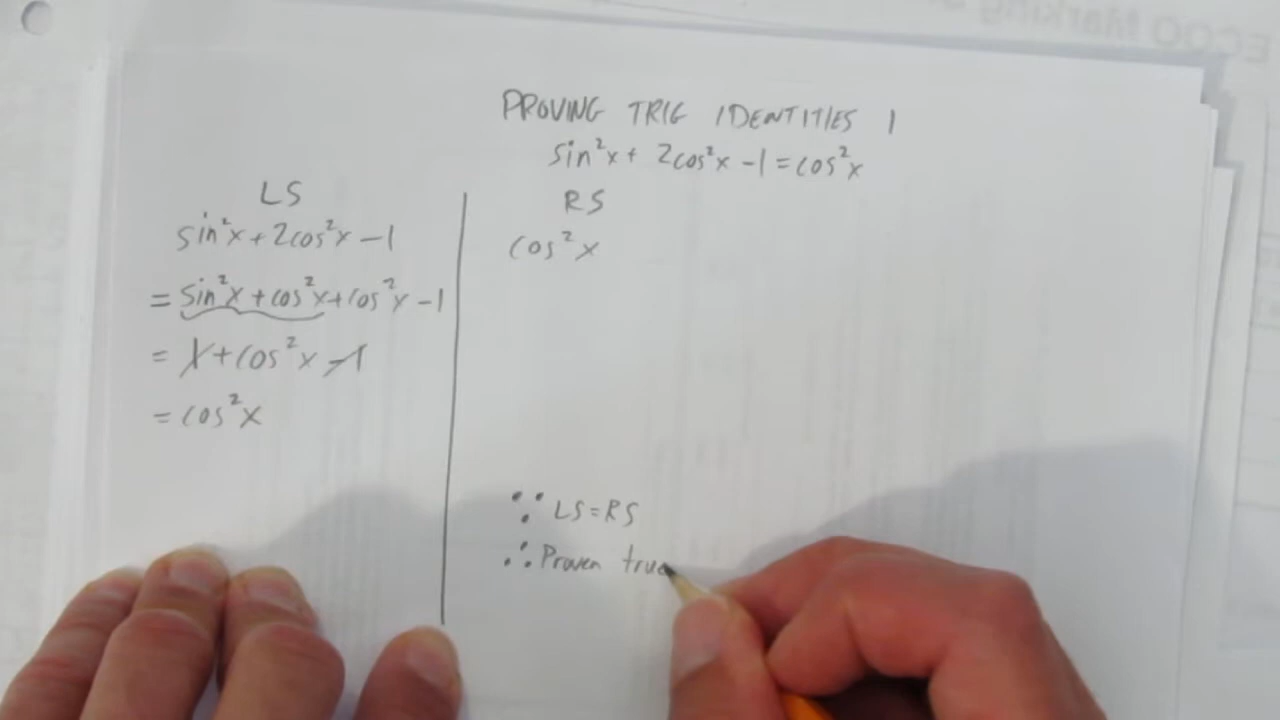 PROVING TRIG IDENTITIES 1
sin²x + 2cos²x - 1 = cos²x
LS
sin²x + 2cos²x - 1
= sin²x + cos²x + cos²x - 1
= 1 + cos²x - 1
= cos²x
RS
cos²x
∵ LS = RS
∴ Proven true